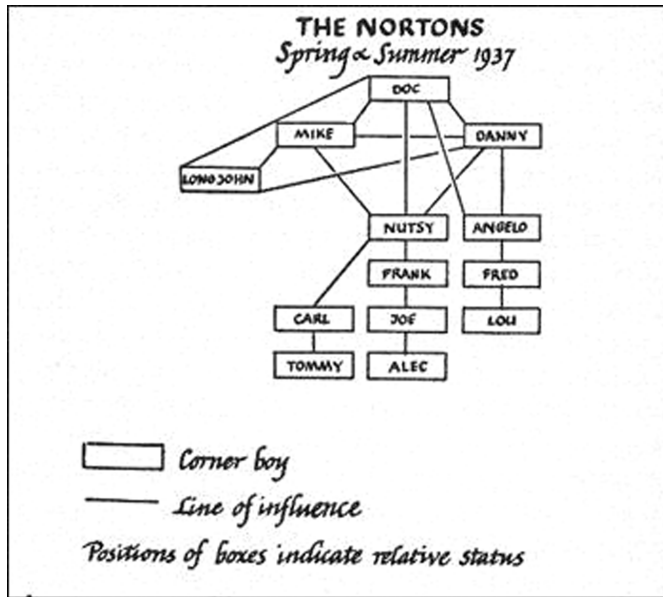 THE NORTONS
Spring & Summer 1937
DOC
MIKE
DANNY
LONG JOHN
NUTSY
ANGELO
FRANK
FRED
CARL
JOE
LOU
TOMMY
ALEC
Corner boy
Line of influence
Positions of boxes indicate relative status